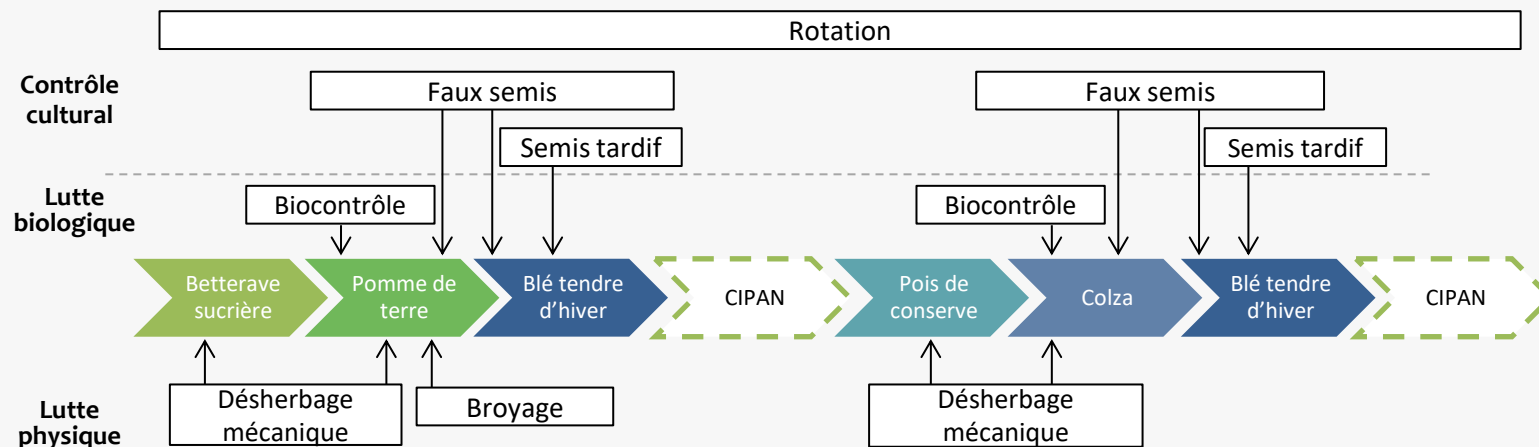 Rotation
Contrôle
cultural
Faux semis
Faux semis
Semis tardif
Semis tardif
Lutte
biologique
Biocontrôle
Biocontrôle
Betterave
sucrière
Pomme de
terre
Blé tendre
d’hiver
CIPAN
Pois de
conserve
Colza
Blé tendre
d’hiver
CIPAN
Lutte
physique
Désherbage
mécanique
Broyage
Désherbage
mécanique